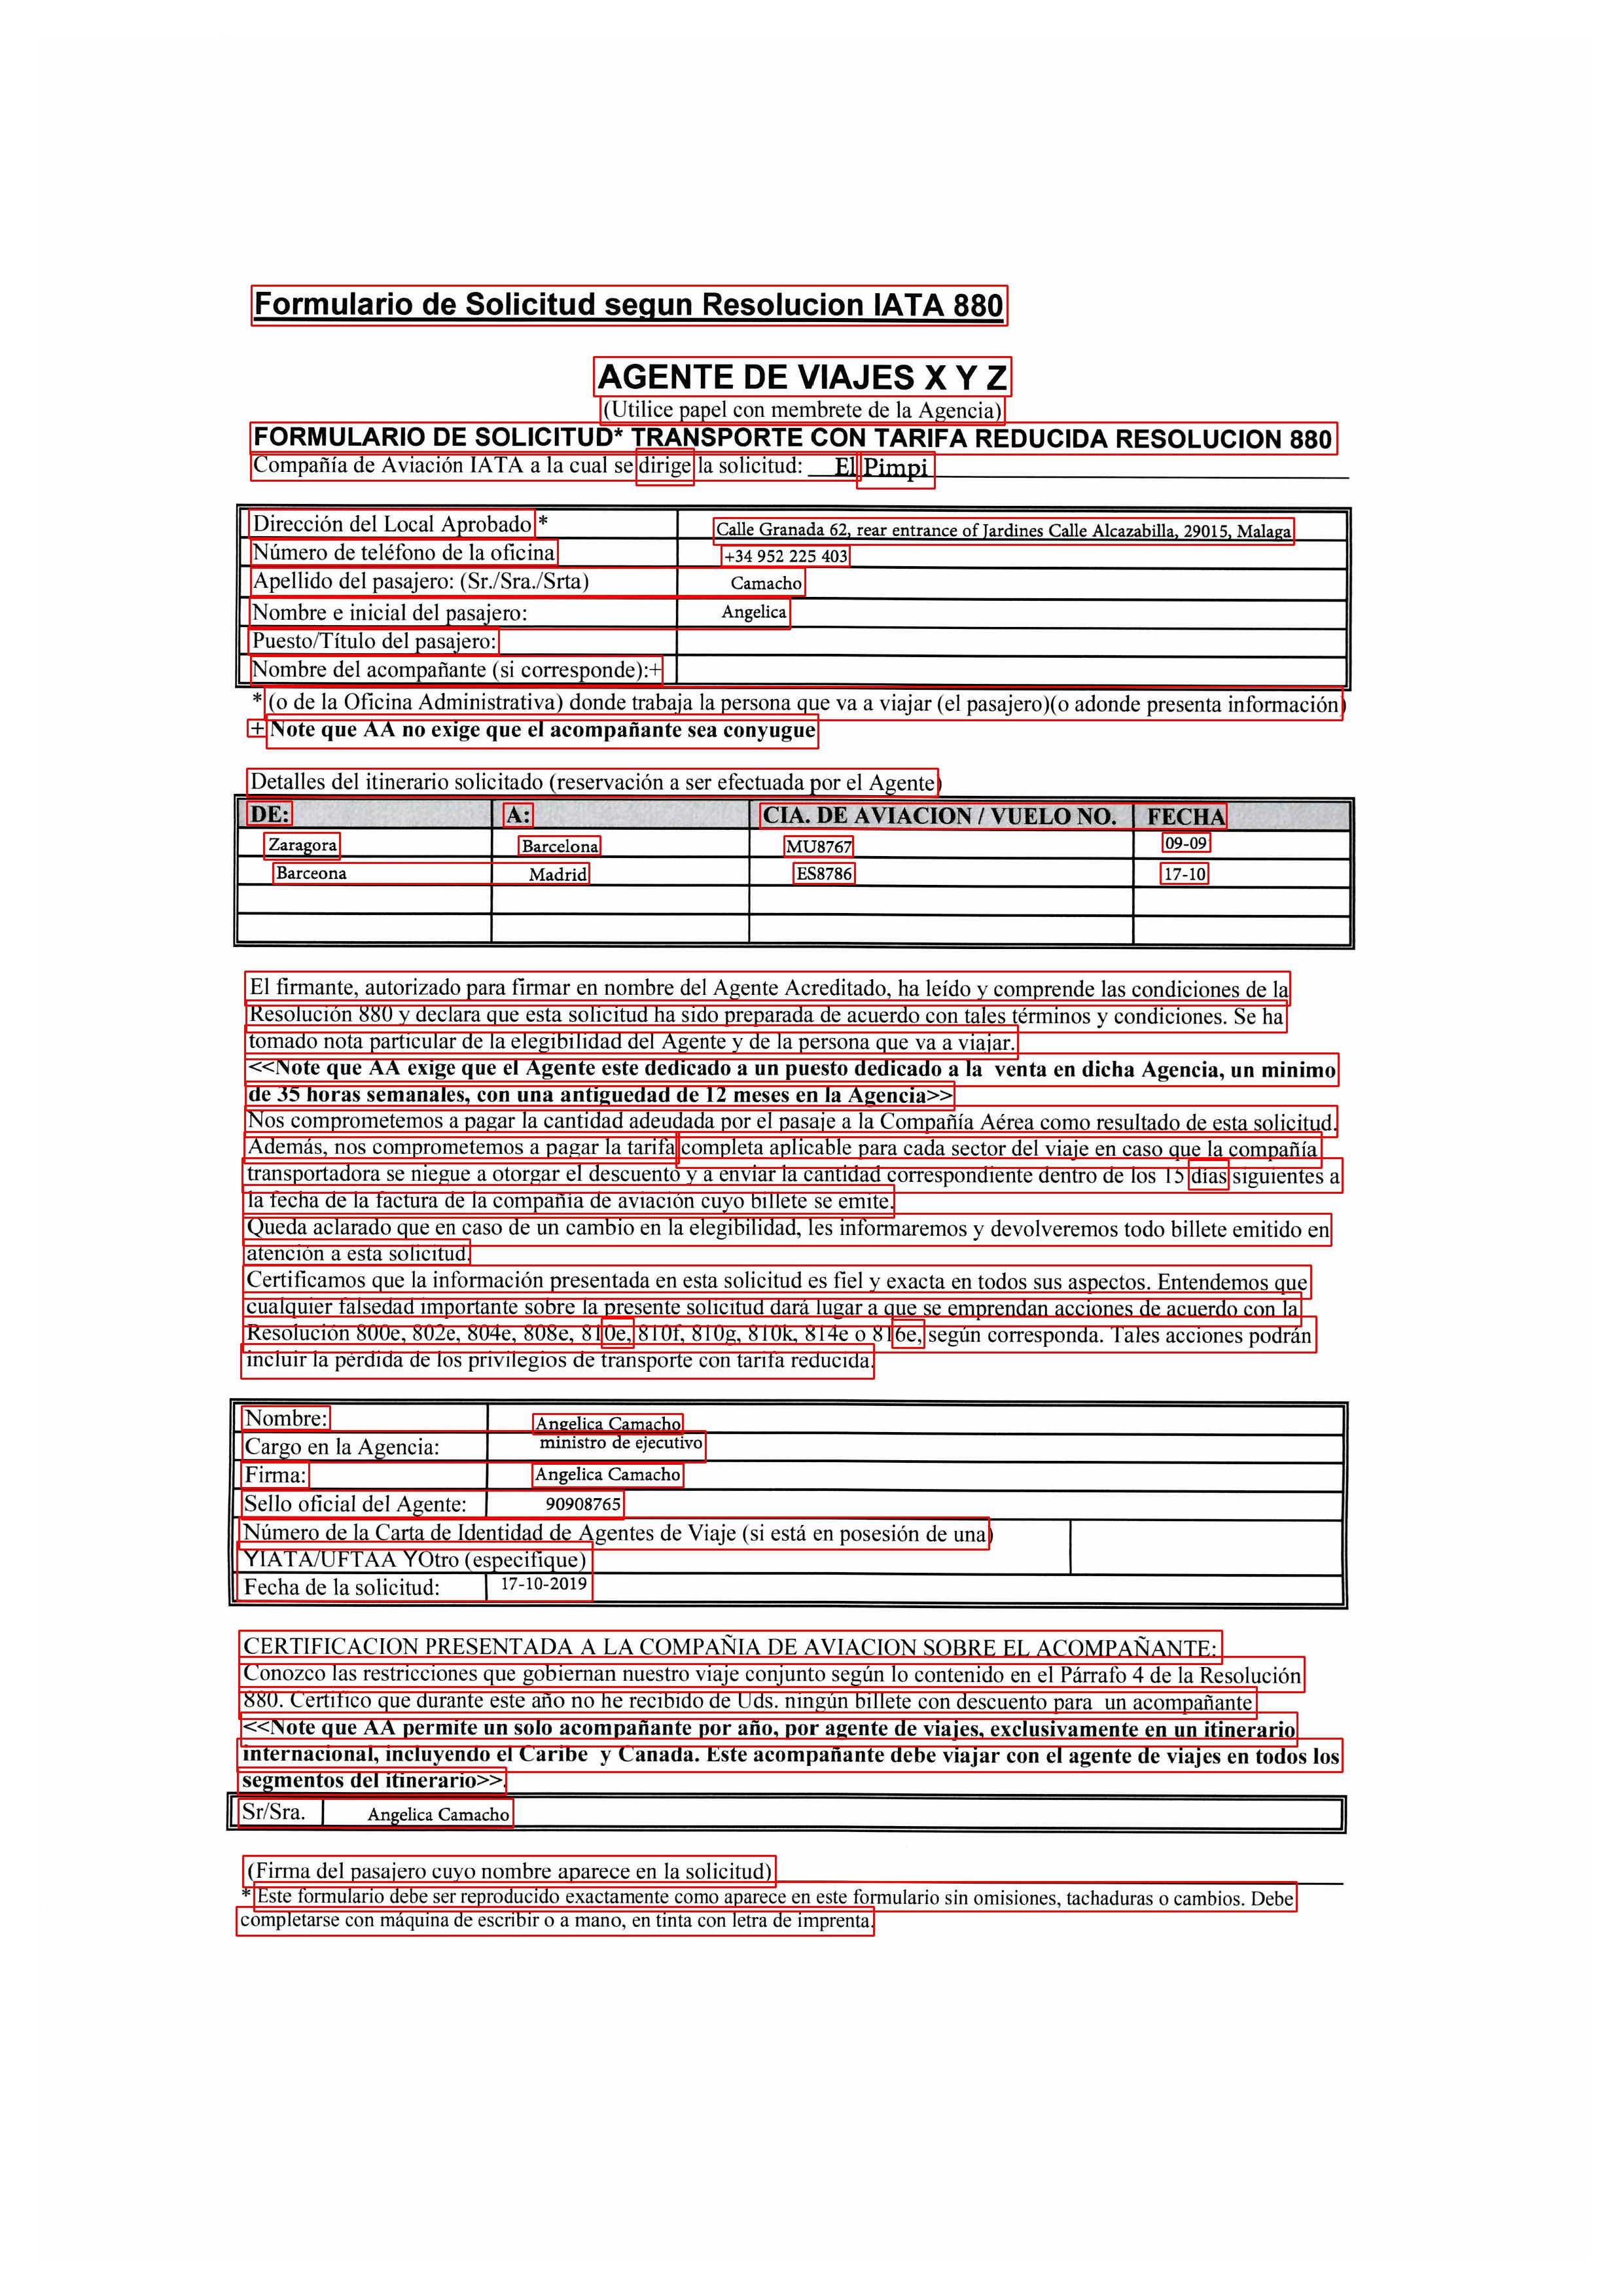 Formulario de Solicitud segun Resolucion IATA 880
AGENTE DE VIAJES X Y Z
(Utilice papel con membrete de la Agencia)
FORMULARIO DE SOLICITUD* TRANSPORTE CON TARIFA REDUCIDA RESOLUCION 880
Compañía de Aviación IATA a la cual se dirige la solicitud: El Pimpi
Dirección del Local Aprobado * Calle Granada 62, rear entrance of Jardines Calle Alcazabilla, 29015, Malaga
Número de teléfono de la oficina +34 952 225 403
Apellido del pasajero: (Sr./Sra./Srta) Camacho
Nombre e inicial del pasajero: Angelica
Puesto/Título del pasajero:
Nombre del acompañante (si corresponde):+
* (o de la Oficina Administrativa) donde trabaja la persona que va a viajar (el pasajero)(o adonde presenta información)
+ Note que AA no exige que el acompañante sea conyugue
Detalles del itinerario solicitado (reservación a ser efectuada por el Agente)
DE: A: CIA. DE AVIACION / VUELO NO. FECHA
Zaragora Barcelona MU8767 09-09
Barceona Madrid ES8786 17-10
El firmante, autorizado para firmar en nombre del Agente Acreditado, ha leído y comprende las condiciones de la
Resolución 880 y declara que esta solicitud ha sido preparada de acuerdo con tales términos y condiciones. Se ha
tomado nota particular de la elegibilidad del Agente y de la persona que va a viajar.
<<Note que AA exige que el Agente este dedicado a un puesto dedicado a la venta en dicha Agencia, un minimo
de 35 horas semanales, con una antiguedad de 12 meses en la Agencia>>
Nos comprometemos a pagar la cantidad adeudada por el pasaje a la Compañía Aérea como resultado de esta solicitud.
Además, nos comprometemos a pagar la tarifa completa aplicable para cada sector del viaje en caso que la compañía
transportadora se niegue a otorgar el descuento y a enviar la cantidad correspondiente dentro de los 15 días siguientes a
la fecha de la factura de la compañía de aviación cuyo billete se emite.
Queda aclarado que en caso de un cambio en la elegibilidad, les informaremos y devolveremos todo billete emitido en
atención a esta solicitud.
Certificamos que la información presentada en esta solicitud es fiel y exacta en todos sus aspectos. Entendemos que
cualquier falsedad importante sobre la presente solicitud dará lugar a que se emprendan acciones de acuerdo con la
Resolución 800e, 802e, 804e, 808e, 810e, 810f, 810g, 810k, 814e o 816e, según corresponda. Tales acciones podrán
incluir la pérdida de los privilegios de transporte con tarifa reducida.
Nombre: Angelica Camacho
Cargo en la Agencia: ministro de ejecutivo
Firma: Angelica Camacho
Sello oficial del Agente: 90908765
Número de la Carta de Identidad de Agentes de Viaje (si está en posesión de una)
YIATA/UFTAA YOtro (especifique)
Fecha de la solicitud: 17-10-2019
CERTIFICACION PRESENTADA A LA COMPAÑIA DE AVIACION SOBRE EL ACOMPAÑANTE:
Conozco las restricciones que gobiernan nuestro viaje conjunto según lo contenido en el Párrafo 4 de la Resolución
880. Certifico que durante este año no he recibido de Uds. ningún billete con descuento para un acompañante
<<Note que AA permite un solo acompañante por año, por agente de viajes, exclusivamente en un itinerario
internacional, incluyendo el Caribe y Canada. Este acompañante debe viajar con el agente de viajes en todos los
segmentos del itinerario>>.
Sr/Sra. Angelica Camacho
(Firma del pasajero cuyo nombre aparece en la solicitud)
* Este formulario debe ser reproducido exactamente como aparece en este formulario sin omisiones, tachaduras o cambios. Debe
completarse con máquina de escribir o a mano, en tinta con letra de imprenta.